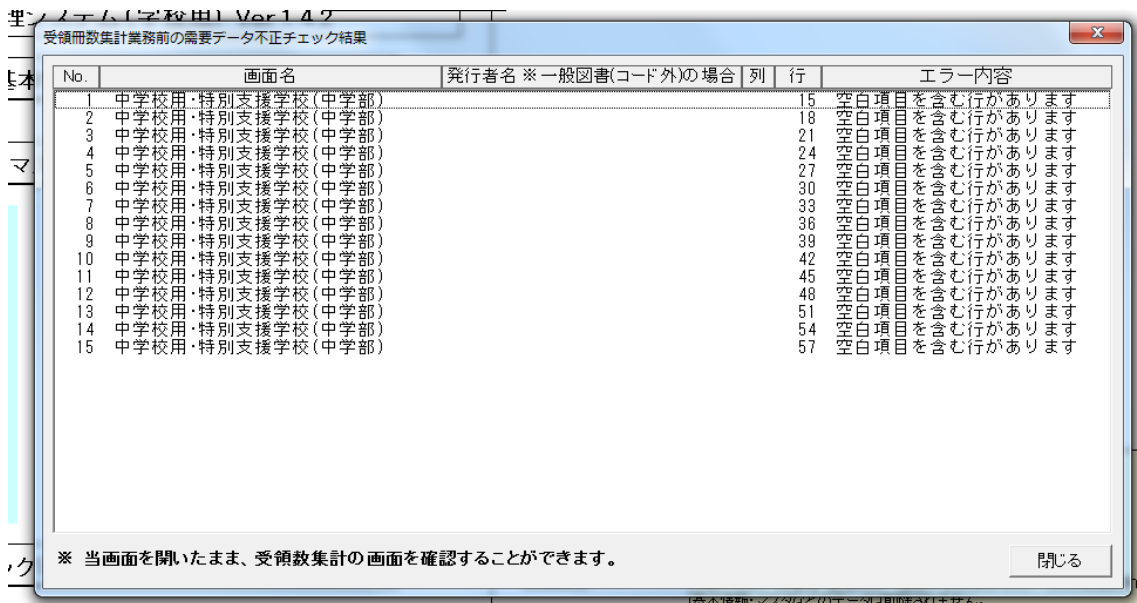 理システム(学校用) Ver.1.4.2
受領冊数集計業務前の需要データ不正チェック結果
No. 画面名 発行者名 ※一般図書(コード外)の場合 列 行 エラー内容
1 中学校用・特別支援学校(中学部) 15 空白項目を含む行があります
2 中学校用・特別支援学校(中学部) 18 空白項目を含む行があります
3 中学校用・特別支援学校(中学部) 21 空白項目を含む行があります
4 中学校用・特別支援学校(中学部) 24 空白項目を含む行があります
5 中学校用・特別支援学校(中学部) 27 空白項目を含む行があります
6 中学校用・特別支援学校(中学部) 30 空白項目を含む行があります
7 中学校用・特別支援学校(中学部) 33 空白項目を含む行があります
8 中学校用・特別支援学校(中学部) 36 空白項目を含む行があります
9 中学校用・特別支援学校(中学部) 39 空白項目を含む行があります
10 中学校用・特別支援学校(中学部) 42 空白項目を含む行があります
11 中学校用・特別支援学校(中学部) 45 空白項目を含む行があります
12 中学校用・特別支援学校(中学部) 48 空白項目を含む行があります
13 中学校用・特別支援学校(中学部) 51 空白項目を含む行があります
14 中学校用・特別支援学校(中学部) 54 空白項目を含む行があります
15 中学校用・特別支援学校(中学部) 57 空白項目を含む行があります
基本
マ
※ 当画面を開いたまま、受領数集計の画面を確認することができます。
閉じる
ック